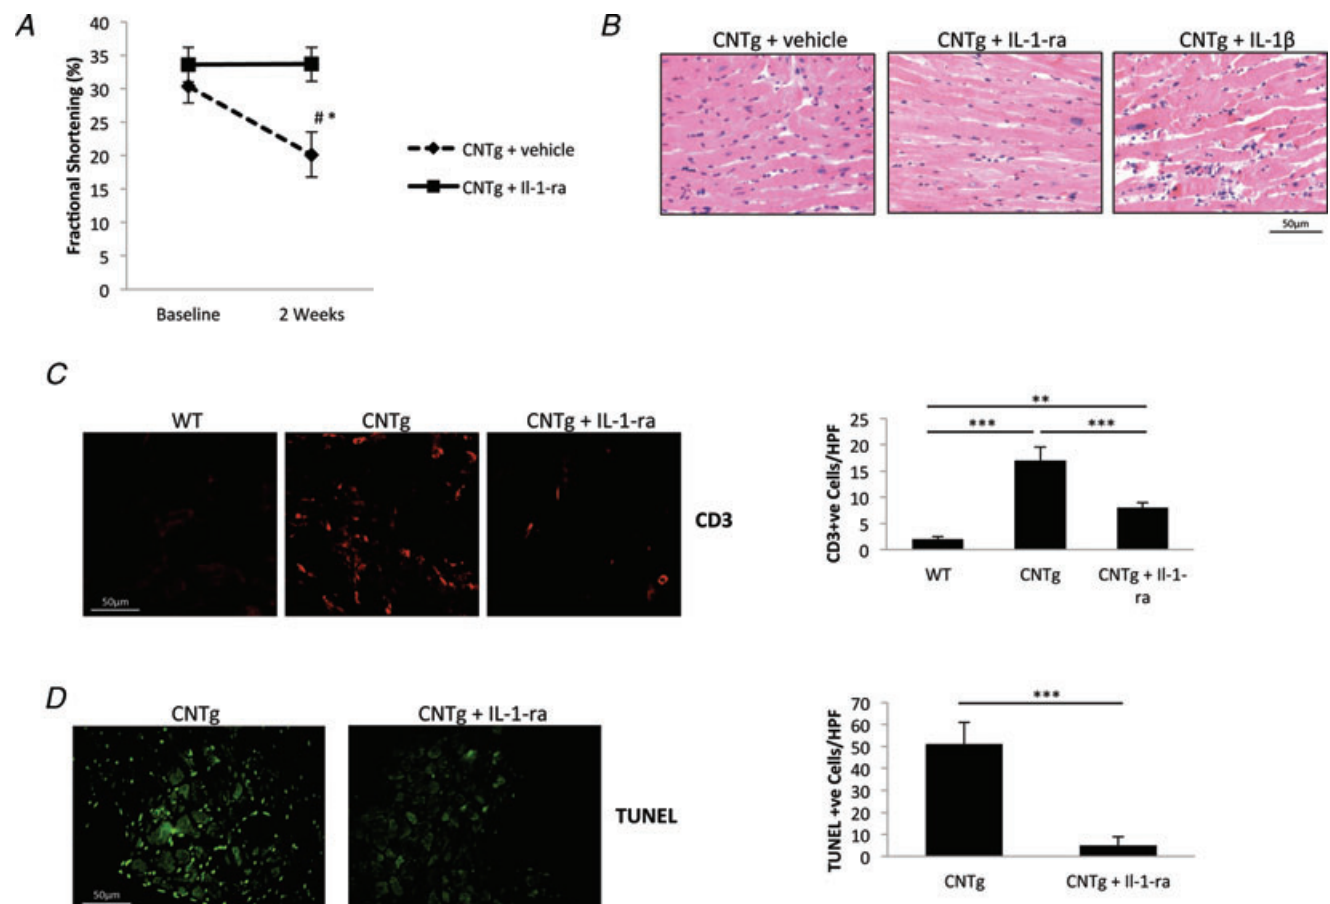 A
40
35
30
25
20
15
10
5
0
Fractional Shortening (%)
# *
Baseline
2 Weeks
CNTg + vehicle
CNTg + Il-1-ra
B
CNTg + vehicle
CNTg + IL-1-ra
CNTg + IL-1β
50μm
C
WT
CNTg
CNTg + IL-1-ra
50μm
CD3
CD3+ve Cells/HPF
25
20
15
10
5
0
**
***
***
WT
CNTg
CNTg + Il-1-
ra
D
CNTg
CNTg + IL-1-ra
50μm
TUNEL
TUNEL +ve Cells/HPF
70
60
50
40
30
20
10
0
***
CNTg
CNTg + Il-1-ra